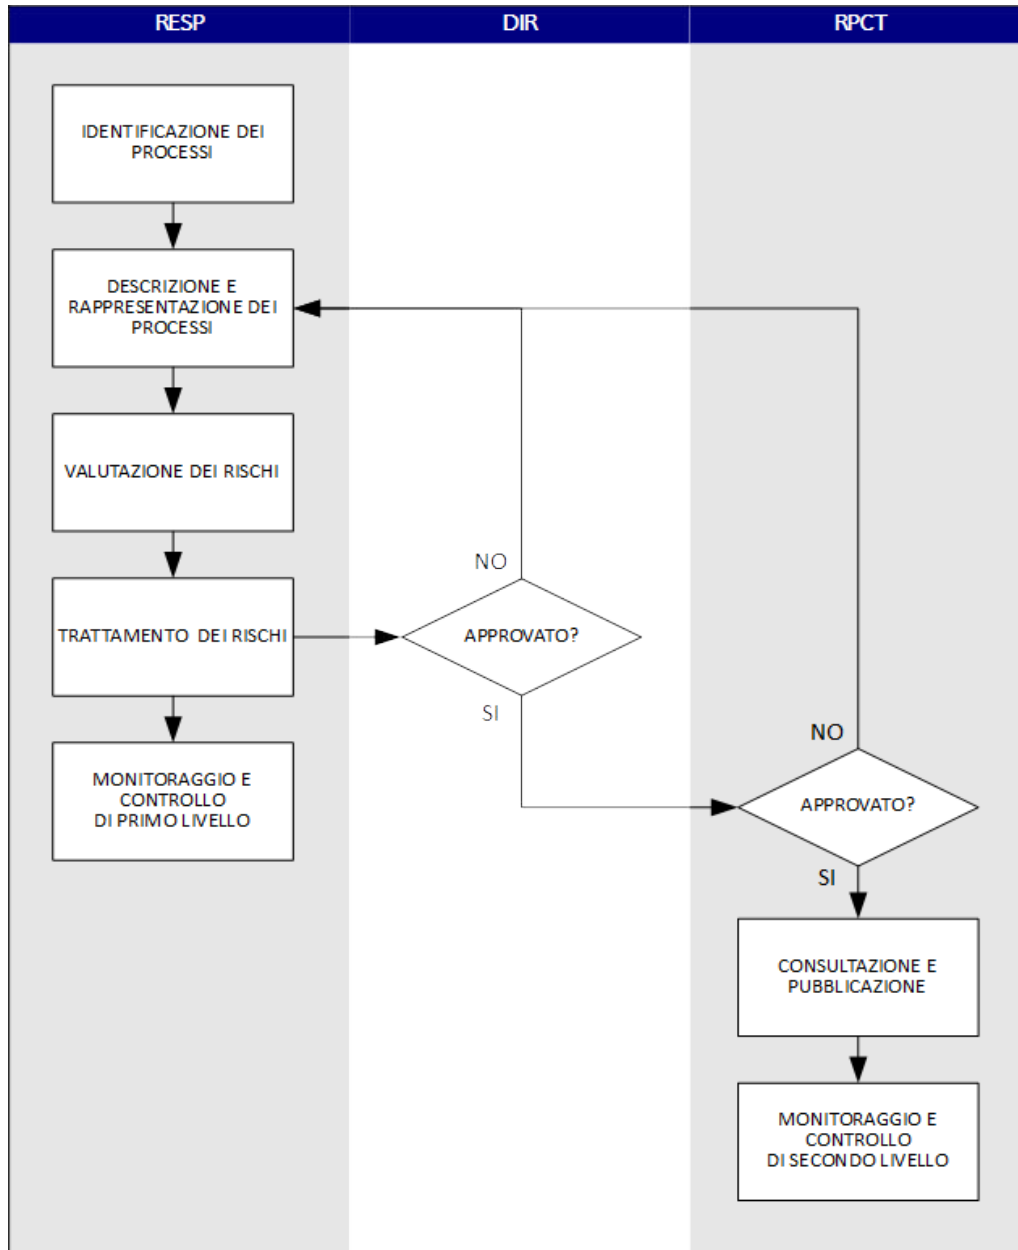 RESP
DIR
RPCT
IDENTIFICAZIONE DEI
PROCESSI
DESCRIZIONE E
RAPPRESENTAZIONE DEI
PROCESSI
VALUTAZIONE DEI RISCHI
NO
TRATTAMENTO DEI RISCHI
APPROVATO?
SI
NO
MONITORAGGIO E
CONTROLLO
DI PRIMO LIVELLO
APPROVATO?
SI
CONSULTAZIONE E
PUBBLICAZIONE
MONITORAGGIO E
CONTROLLO
DI SECONDO LIVELLO